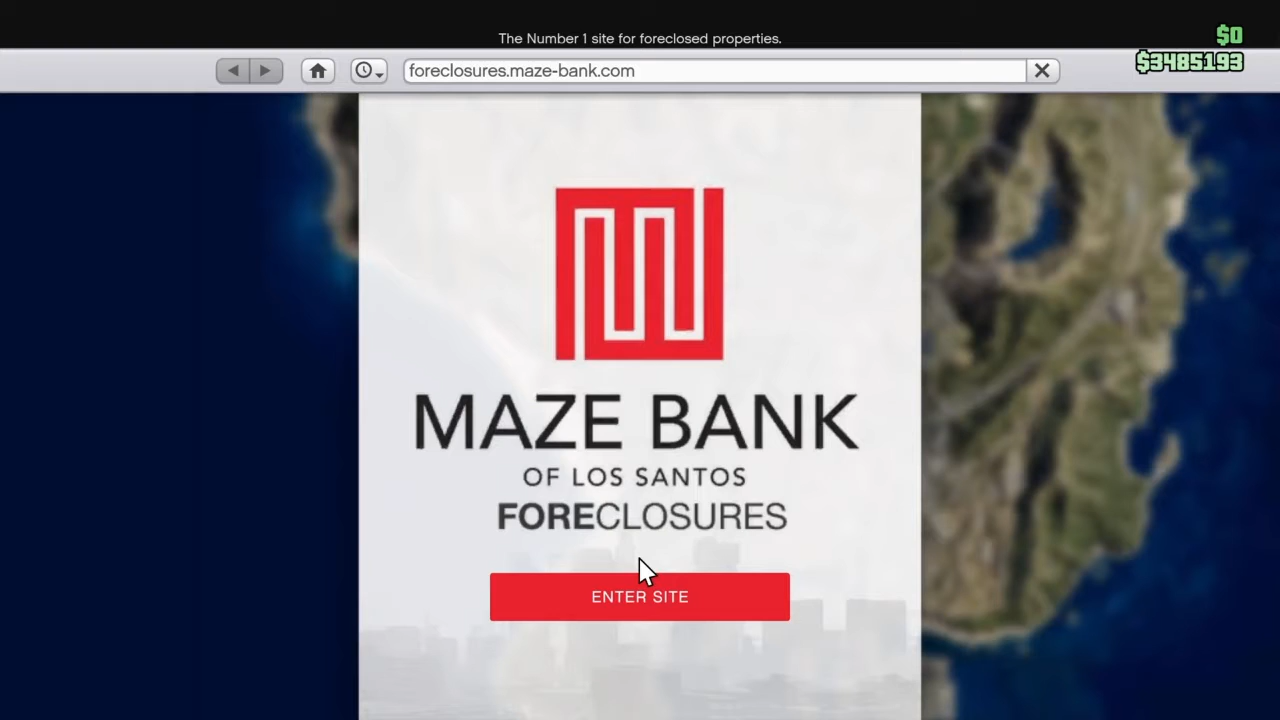 The Number 1 site for foreclosed properties.
$0
foreclosures.maze-bank.com
$3485193
MAZE BANK
OF LOS SANTOS
FORECLOSURES
ENTER SITE